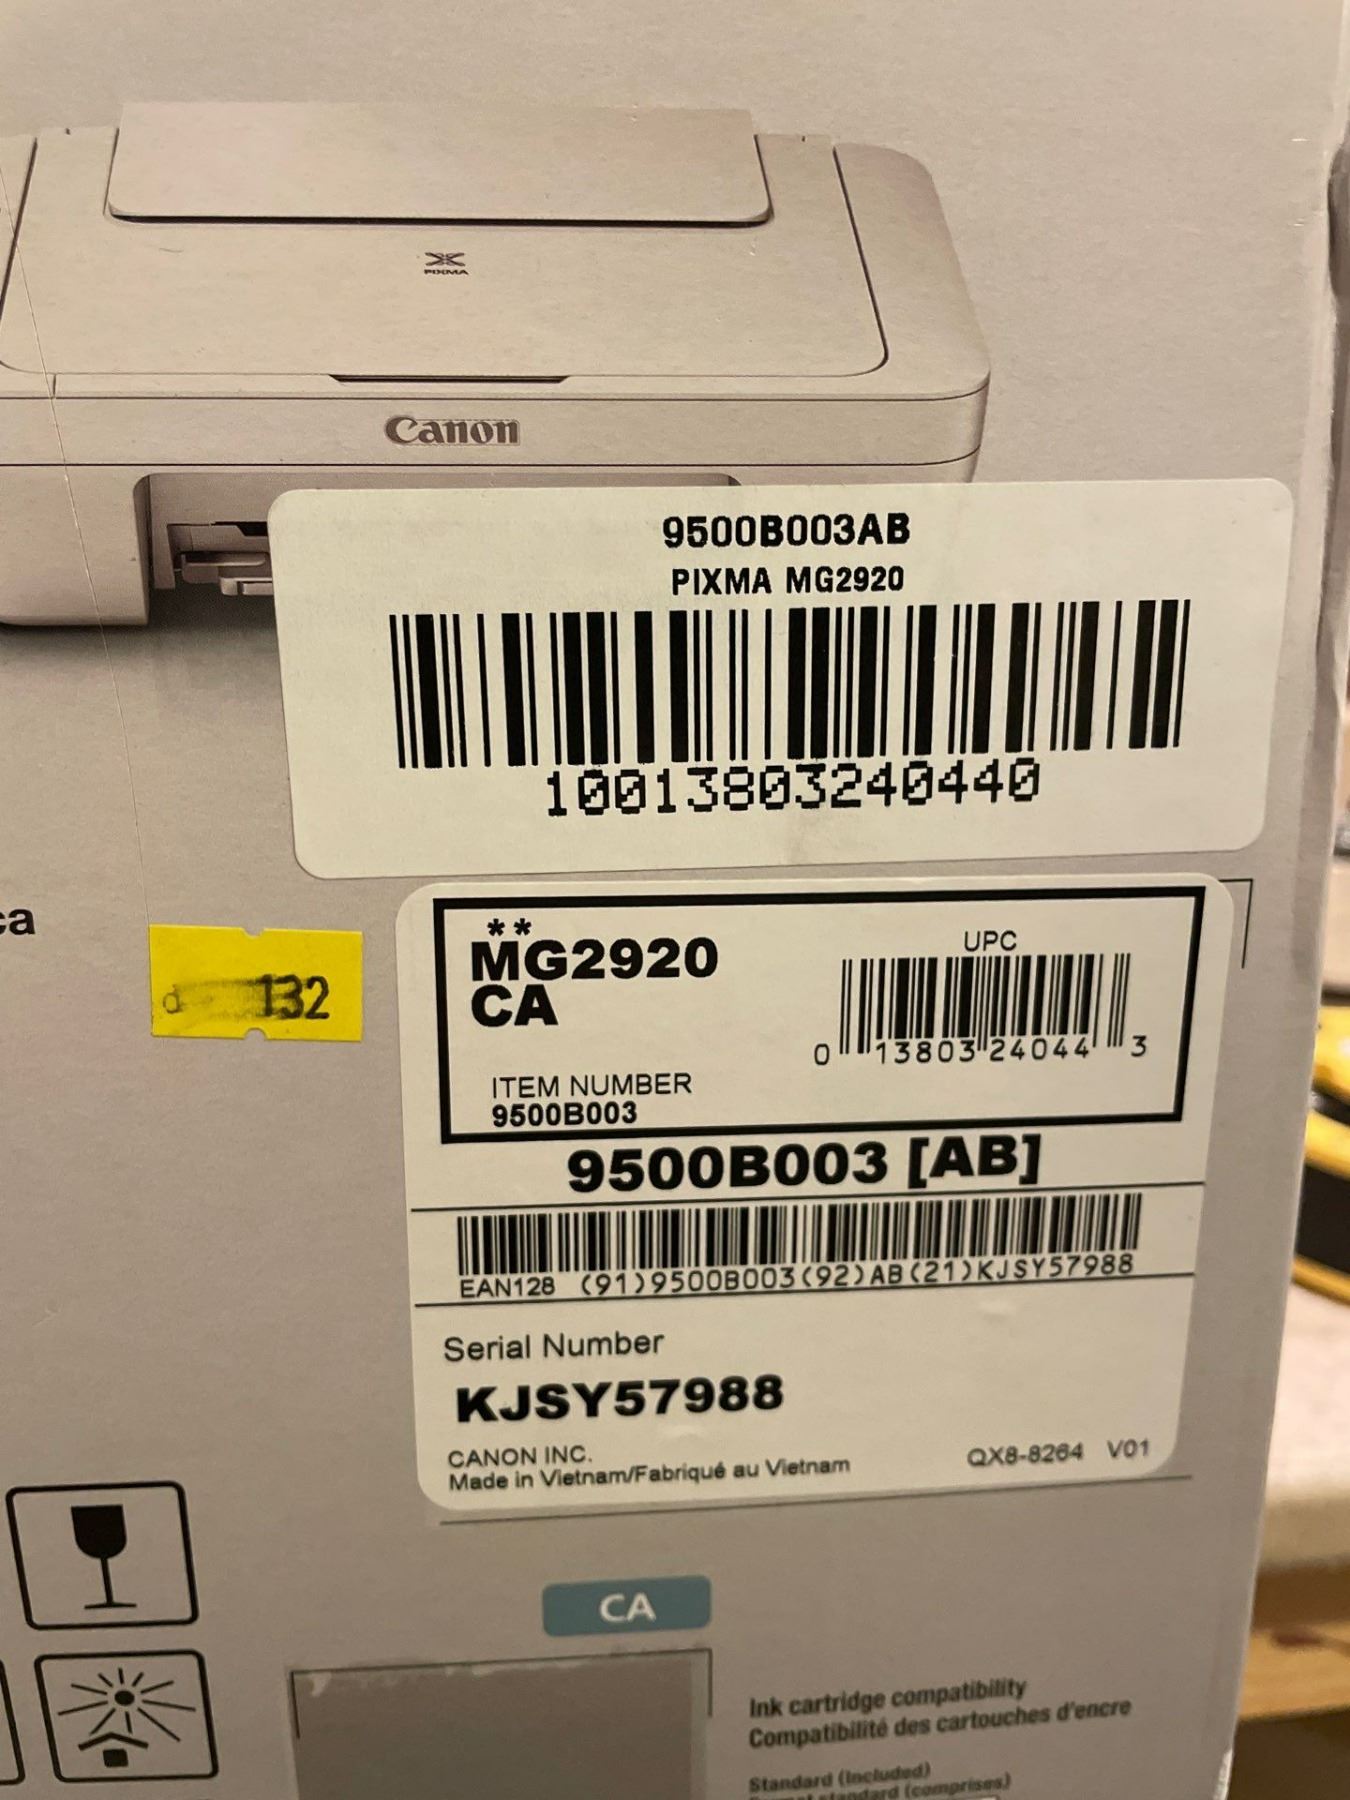 PIXMA
Canon
9500B003AB
PIXMA MG2920
10013803240440
ca
132
**
MG2920
CA
UPC
0 13803 24044 3
ITEM NUMBER
9500B003
9500B003 [AB]
EAN128 (91)9500B003(92)AB(21)KJSY57988
Serial Number
KJSY57988
CANON INC.
Made in Vietnam/Fabriqué au Vietnam
QX8-8264 V01
CA
Ink cartridge compatibility
Compatibilité des cartouches d'encre
Standard (Included)
standard (comprises)